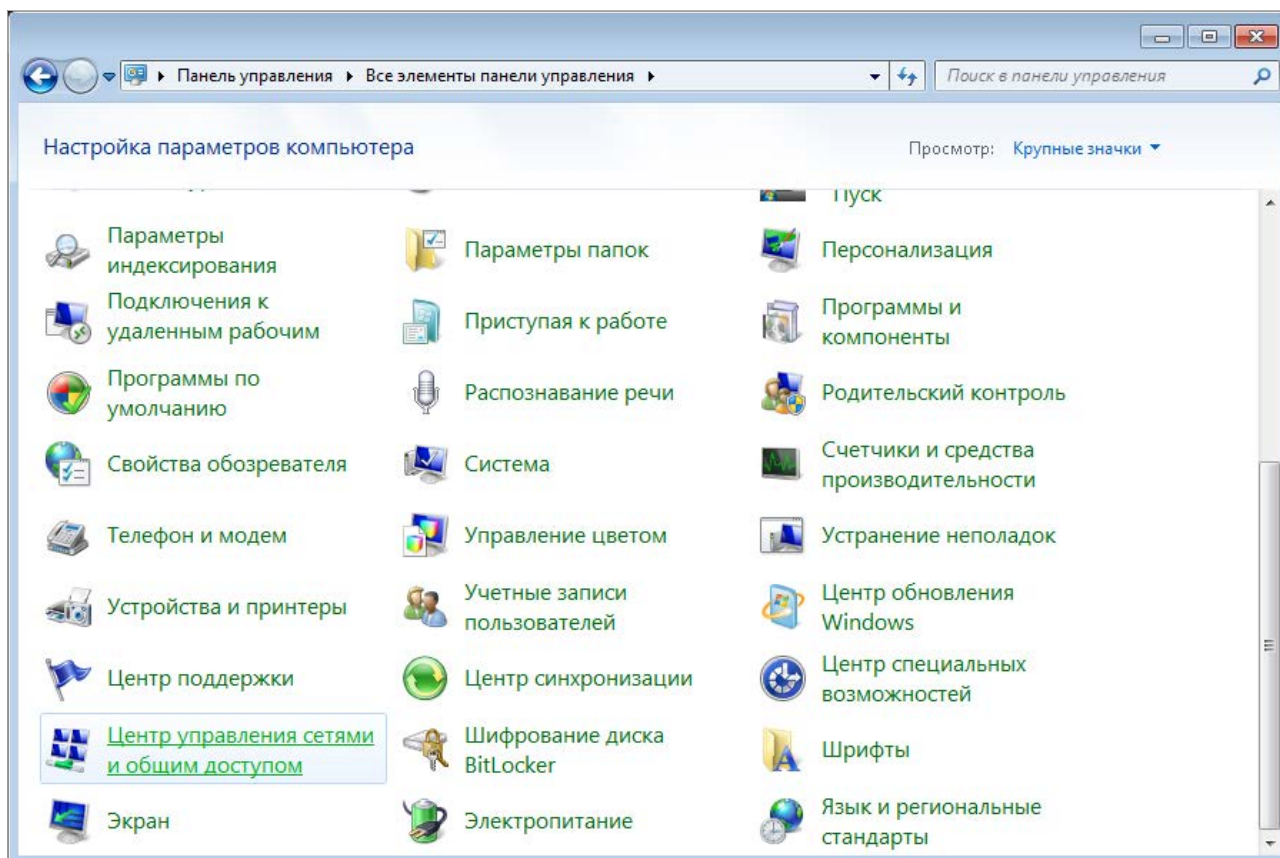 Панель управления ▸ Все элементы панели управления ▸
Поиск в панели управления
Настройка параметров компьютера
Просмотр: Крупные значки
Пуск
Параметры
индексирования
Параметры папок
Персонализация
Подключения к
удаленным рабочим
Приступая к работе
Программы и
компоненты
Программы по
умолчанию
Распознавание речи
Родительский контроль
Свойства обозревателя
Система
Счетчики и средства
производительности
Телефон и модем
Управление цветом
Устранение неполадок
Устройства и принтеры
Учетные записи
пользователей
Центр обновления
Windows
Центр поддержки
Центр синхронизации
Центр специальных
возможностей
Центр управления сетями
и общим доступом
Шифрование диска
BitLocker
Шрифты
Экран
Электропитание
Язык и региональные
стандарты